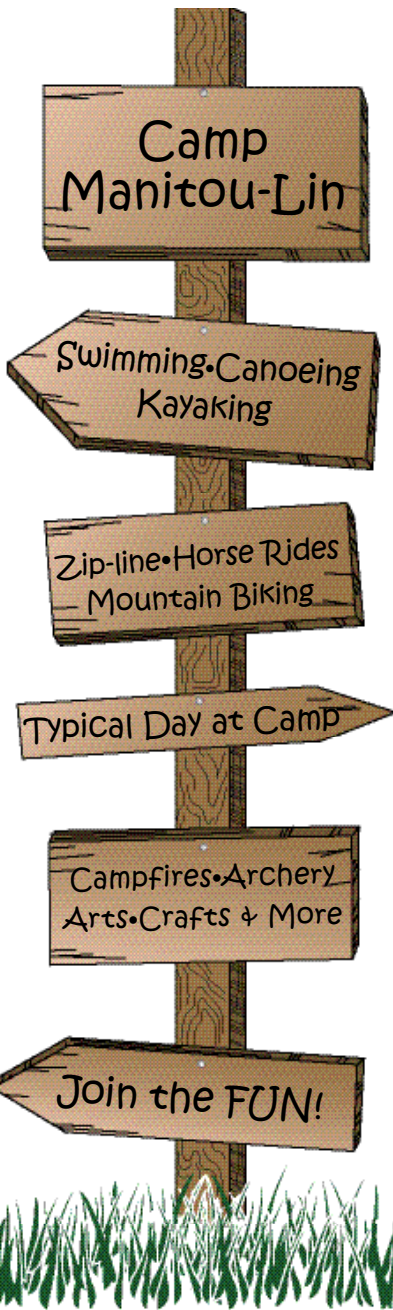 Camp
Manitou-Lin
Swimming•Canoeing
Kayaking
Zip-line•Horse Rides
Mountain Biking
Typical Day at Camp
Campfires•Archery
Arts•Crafts & More
Join the FUN!